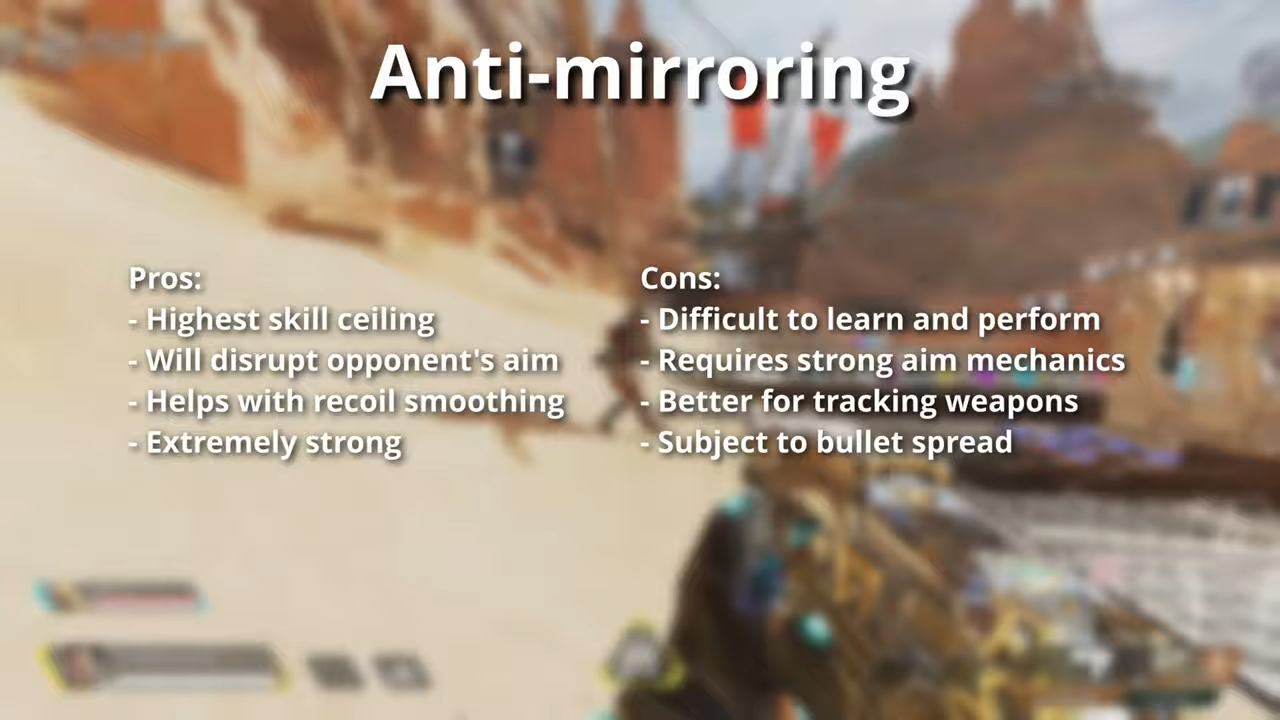 Anti-mirroring
Pros:
- Highest skill ceiling
- Will disrupt opponent's aim
- Helps with recoil smoothing
- Extremely strong
Cons:
- Difficult to learn and perform
- Requires strong aim mechanics
- Better for tracking weapons
- Subject to bullet spread